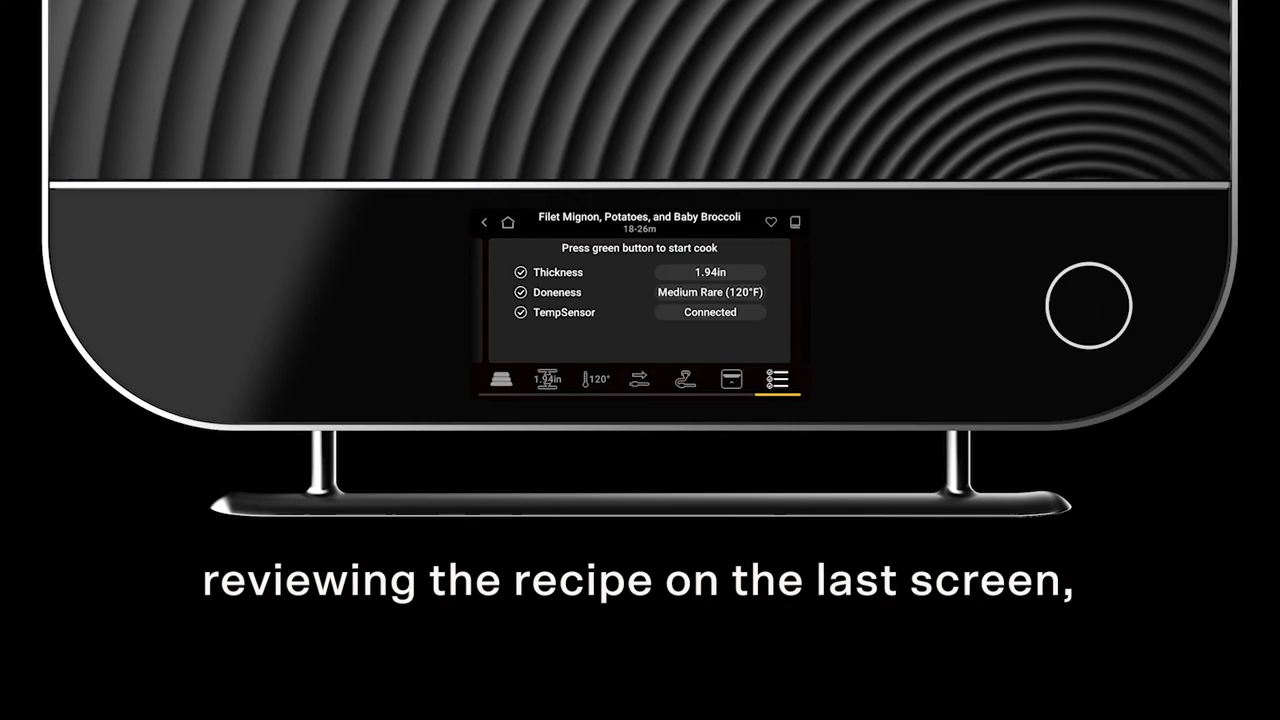 Filet Mignon, Potatoes, and Baby Broccoli
18-26m
Press green button to start cook
Thickness 1.94in
Doneness Medium Rare (120°F)
TempSensor Connected
1.94in 120°
reviewing the recipe on the last screen,